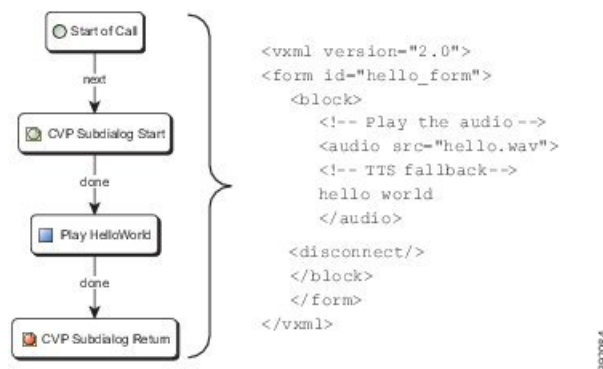 Start of Call
next
CVP Subdialog Start
done
Play HelloWorld
done
CVP Subdialog Return
<vxml version="2.0">
<form id="hello_form">
<block>
<!-- Play the audio-->
<audio src="hello.wav">
<!-- TTS fallback-->
hello world
</audio>
<disconnect/>
</block>
</form>
</vxml>